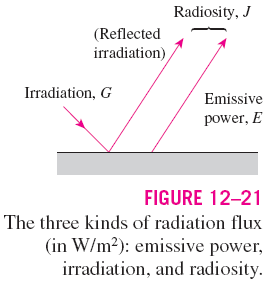 Radiosity, J
(Reflected
irradiation)
Irradiation, G
Emissive
power, E
FIGURE 12–21
The three kinds of radiation flux
(in W/m²): emissive power,
irradiation, and radiosity.